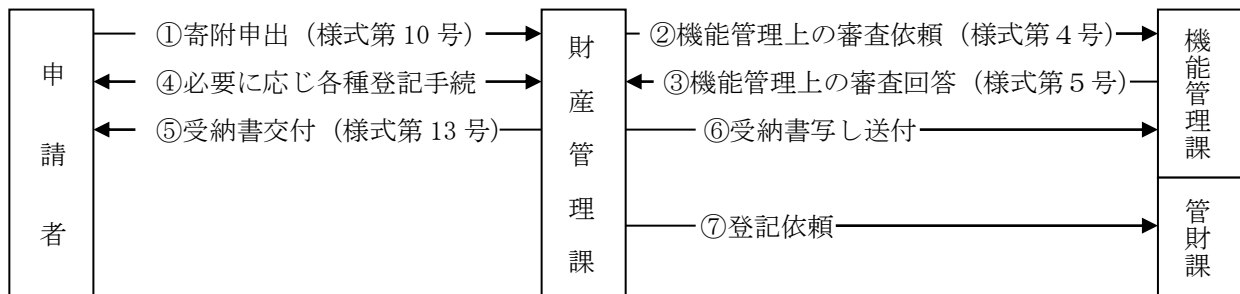 申請者
①寄附申出（様式第 10 号）
④必要に応じ各種登記手続
⑤受納書交付（様式第 13 号）
財産管理課
②機能管理上の審査依頼（様式第４号）
③機能管理上の審査回答（様式第５号）
⑥受納書写し送付
⑦登記依頼
機能管理課
管財課